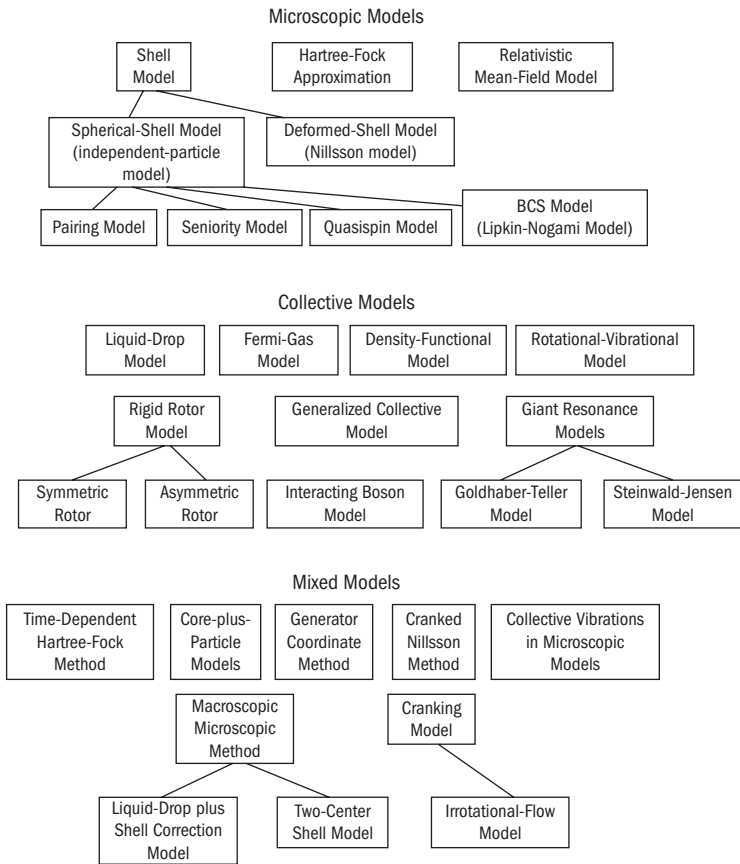 Microscopic Models
Shell
Model
Hartree-Fock
Approximation
Relativistic
Mean-Field Model
Spherical-Shell Model
(independent-particle
model)
Deformed-Shell Model
(Nillsson model)
Pairing Model
Seniority Model
Quasispin Model
BCS Model
(Lipkin-Nogami Model)
Collective Models
Liquid-Drop
Model
Fermi-Gas
Model
Density-Functional
Model
Rotational-Vibrational
Model
Rigid Rotor
Model
Generalized Collective
Model
Giant Resonance
Models
Symmetric
Rotor
Asymmetric
Rotor
Interacting Boson
Model
Goldhaber-Teller
Model
Steinwald-Jensen
Model
Mixed Models
Time-Dependent
Hartree-Fock
Method
Core-plus-
Particle
Models
Generator
Coordinate
Method
Cranked
Nillsson
Method
Collective Vibrations
in Microscopic
Models
Macroscopic
Microscopic
Method
Cranking
Model
Liquid-Drop plus
Shell Correction
Model
Two-Center
Shell Model
Irrotational-Flow
Model